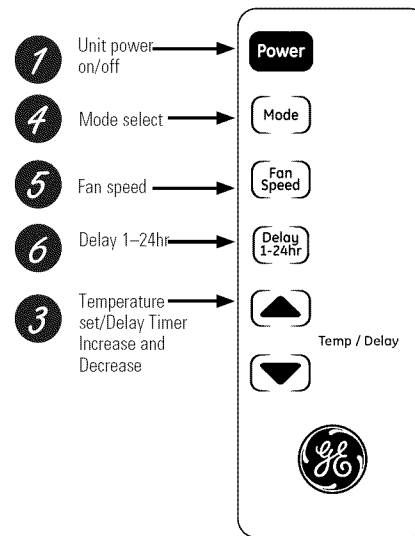 1
Unit power
on/off
Power
4
Mode select
Mode
5
Fan speed
Fan
Speed
6
Delay 1–24hr
Delay
1-24hr
3
Temperature
set/Delay Timer
Increase and
Decrease
Temp / Delay
GE